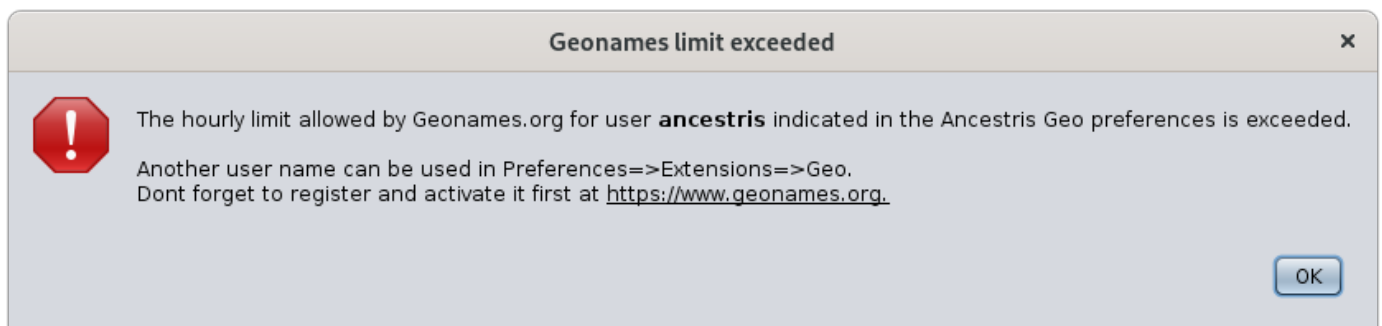 Geonames limit exceeded
The hourly limit allowed by Geonames.org for user ancestris indicated in the Ancestris Geo preferences is exceeded.
Another user name can be used in Preferences=>Extensions=>Geo.
Dont forget to register and activate it first at https://www.geonames.org.
OK